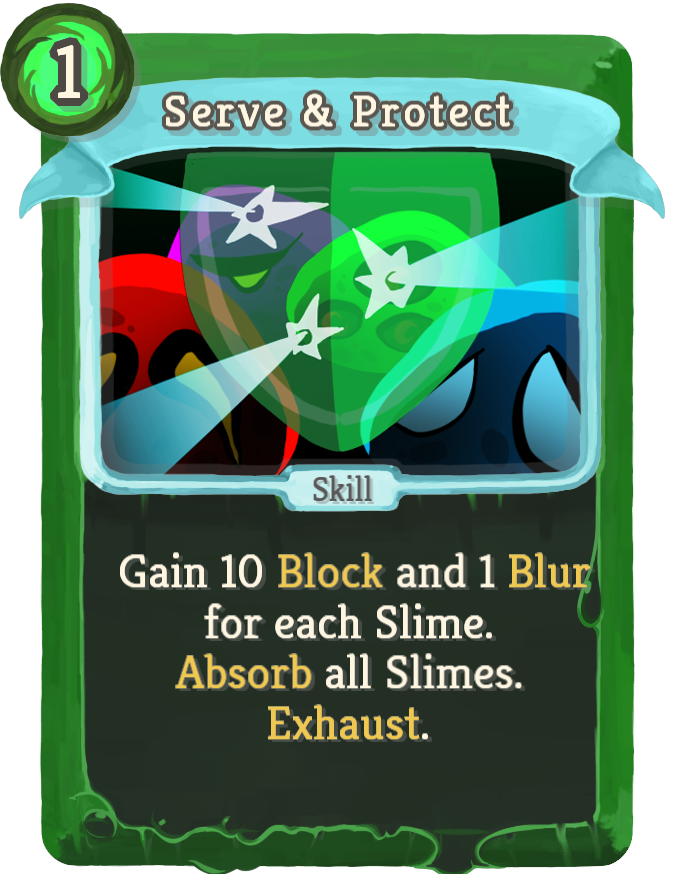 1
Serve & Protect
Skill
Gain 10 Block and 1 Blur
for each Slime.
Absorb all Slimes.
Exhaust.